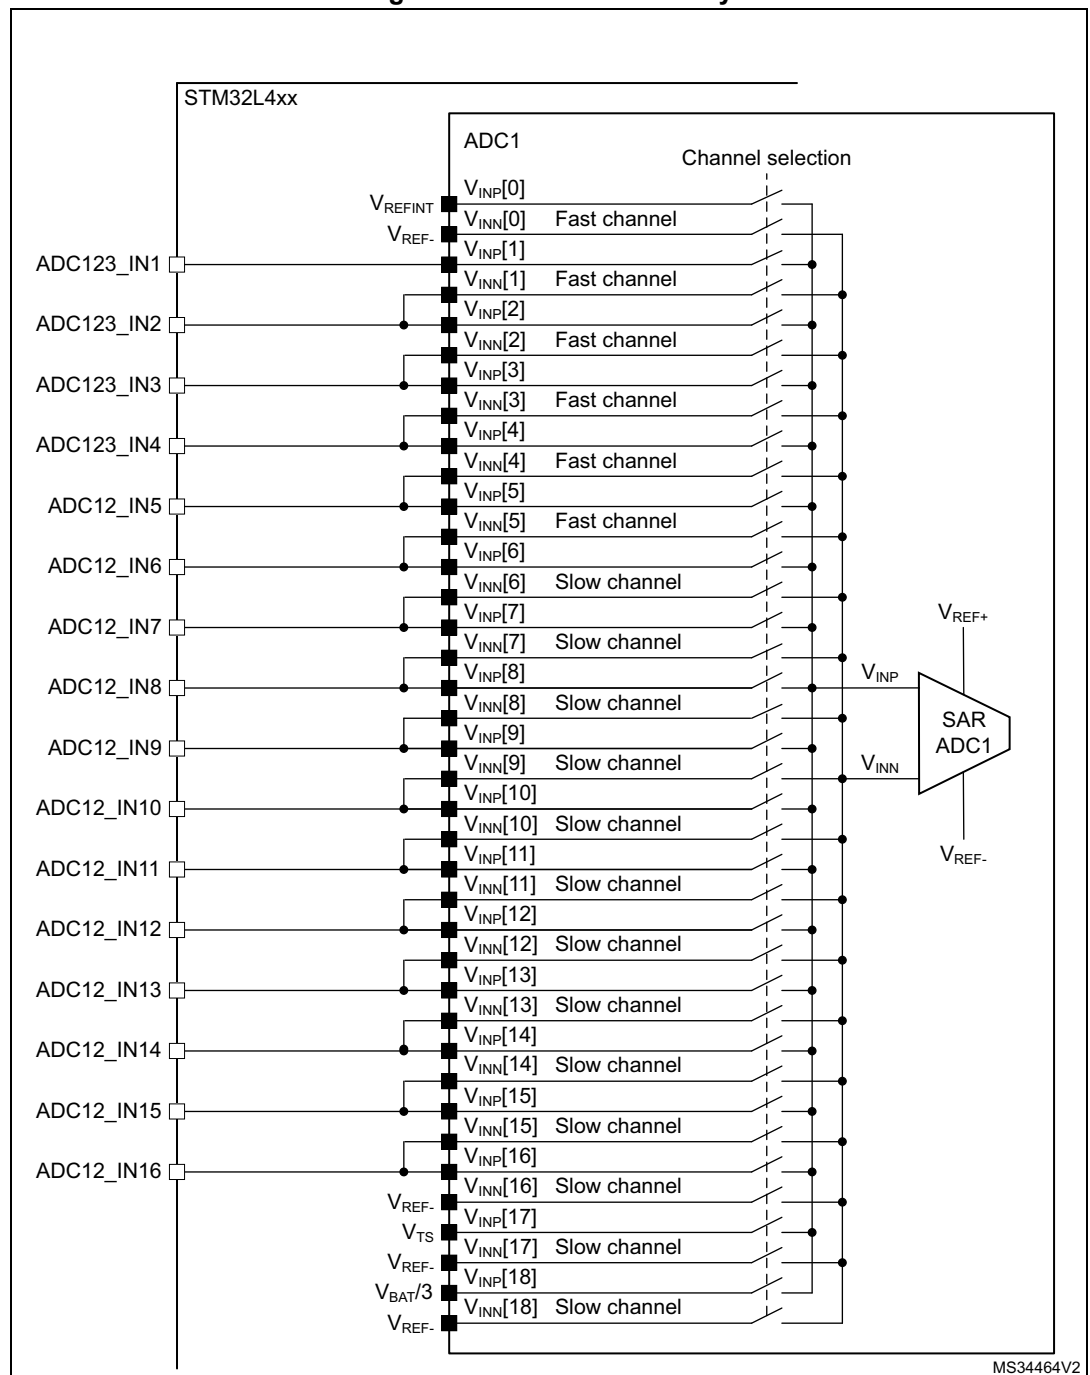 STM32L4xx
ADC1
Channel selection
VREFINT VINP[0]
VREF- VINN[0] Fast channel
ADC123_IN1 VINP[1]
VINN[1] Fast channel
ADC123_IN2 VINP[2]
VINN[2] Fast channel
ADC123_IN3 VINP[3]
VINN[3] Fast channel
ADC123_IN4 VINP[4]
VINN[4] Fast channel
ADC12_IN5 VINP[5]
VINN[5] Fast channel
ADC12_IN6 VINP[6]
VINN[6] Slow channel
ADC12_IN7 VINP[7]
VINN[7] Slow channel
ADC12_IN8 VINP[8]
VINN[8] Slow channel
ADC12_IN9 VINP[9]
VINN[9] Slow channel
ADC12_IN10 VINP[10]
VINN[10] Slow channel
ADC12_IN11 VINP[11]
VINN[11] Slow channel
ADC12_IN12 VINP[12]
VINN[12] Slow channel
ADC12_IN13 VINP[13]
VINN[13] Slow channel
ADC12_IN14 VINP[14]
VINN[14] Slow channel
ADC12_IN15 VINP[15]
VINN[15] Slow channel
ADC12_IN16 VINP[16]
VREF- VINN[16] Slow channel
VTS VINP[17]
VREF- VINN[17] Slow channel
VBAT/3 VINP[18]
VREF- VINN[18] Slow channel
VREF+
VINP
SAR
ADC1
VINN
VREF-
MS34464V2